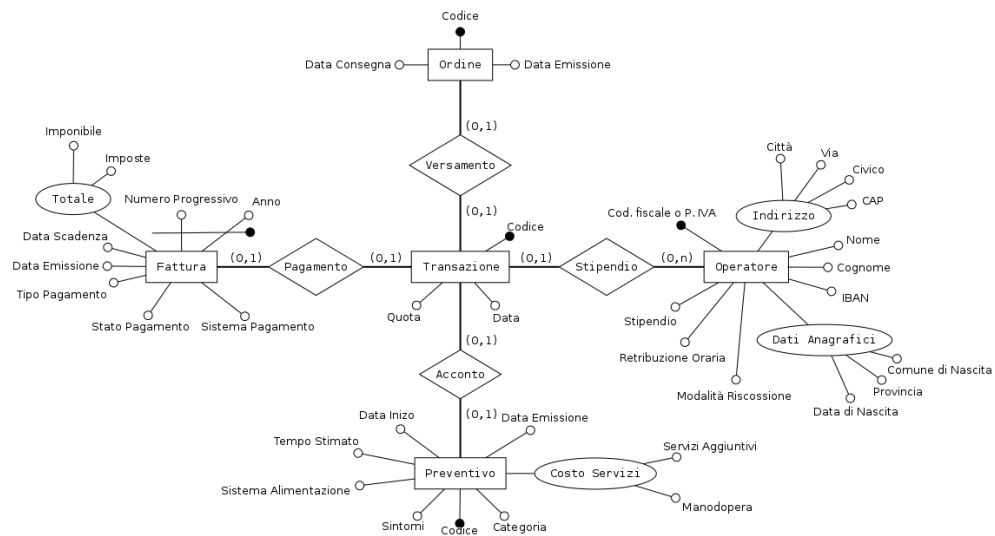 Codice
Data Consegna
Ordine
Data Emissione
(0,1)
Versamento
(0,1)
Imponibile
Imposte
Totale
Numero Progressivo
Anno
Data Scadenza
Data Emissione
Tipo Pagamento
Fattura
Stato Pagamento
Sistema Pagamento
(0,1)
Pagamento
(0,1)
Codice
Transazione
Quota
Data
(0,1)
Stipendio
(0,n)
Città
Via
Civico
CAP
Indirizzo
Cod. fiscale o P.IVA
Operatore
Nome
Cognome
IBAN
Stipendio
Retribuzione Oraria
Modalità Riscossione
Dati Anagrafici
Comune di Nascita
Provincia
Data di Nascita
(0,1)
Acconto
(0,1)
Data Inizo
Data Emissione
Tempo Stimato
Sistema Alimentazione
Preventivo
Sintomi
Codice
Categoria
Costo Servizi
Servizi Aggiuntivi
Manodopera